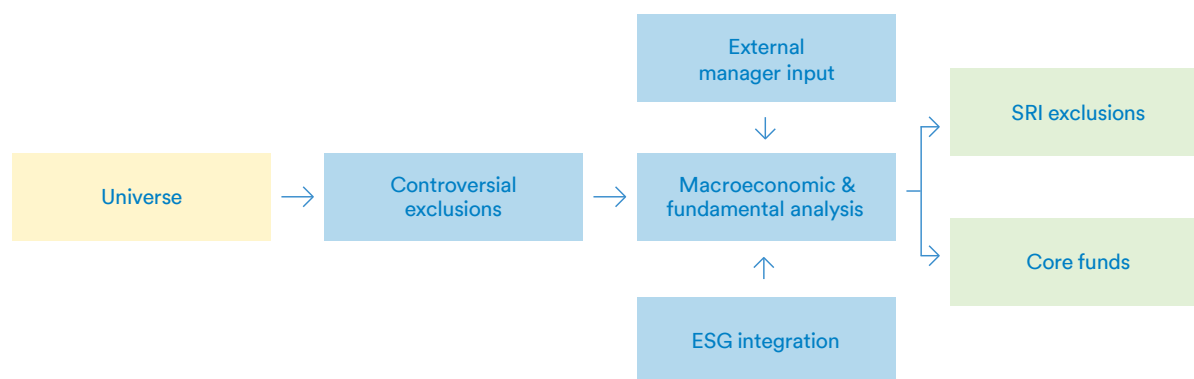 External
manager input
SRI exclusions
Universe
Controversial
exclusions
Macroeconomic &
fundamental analysis
Core funds
ESG integration